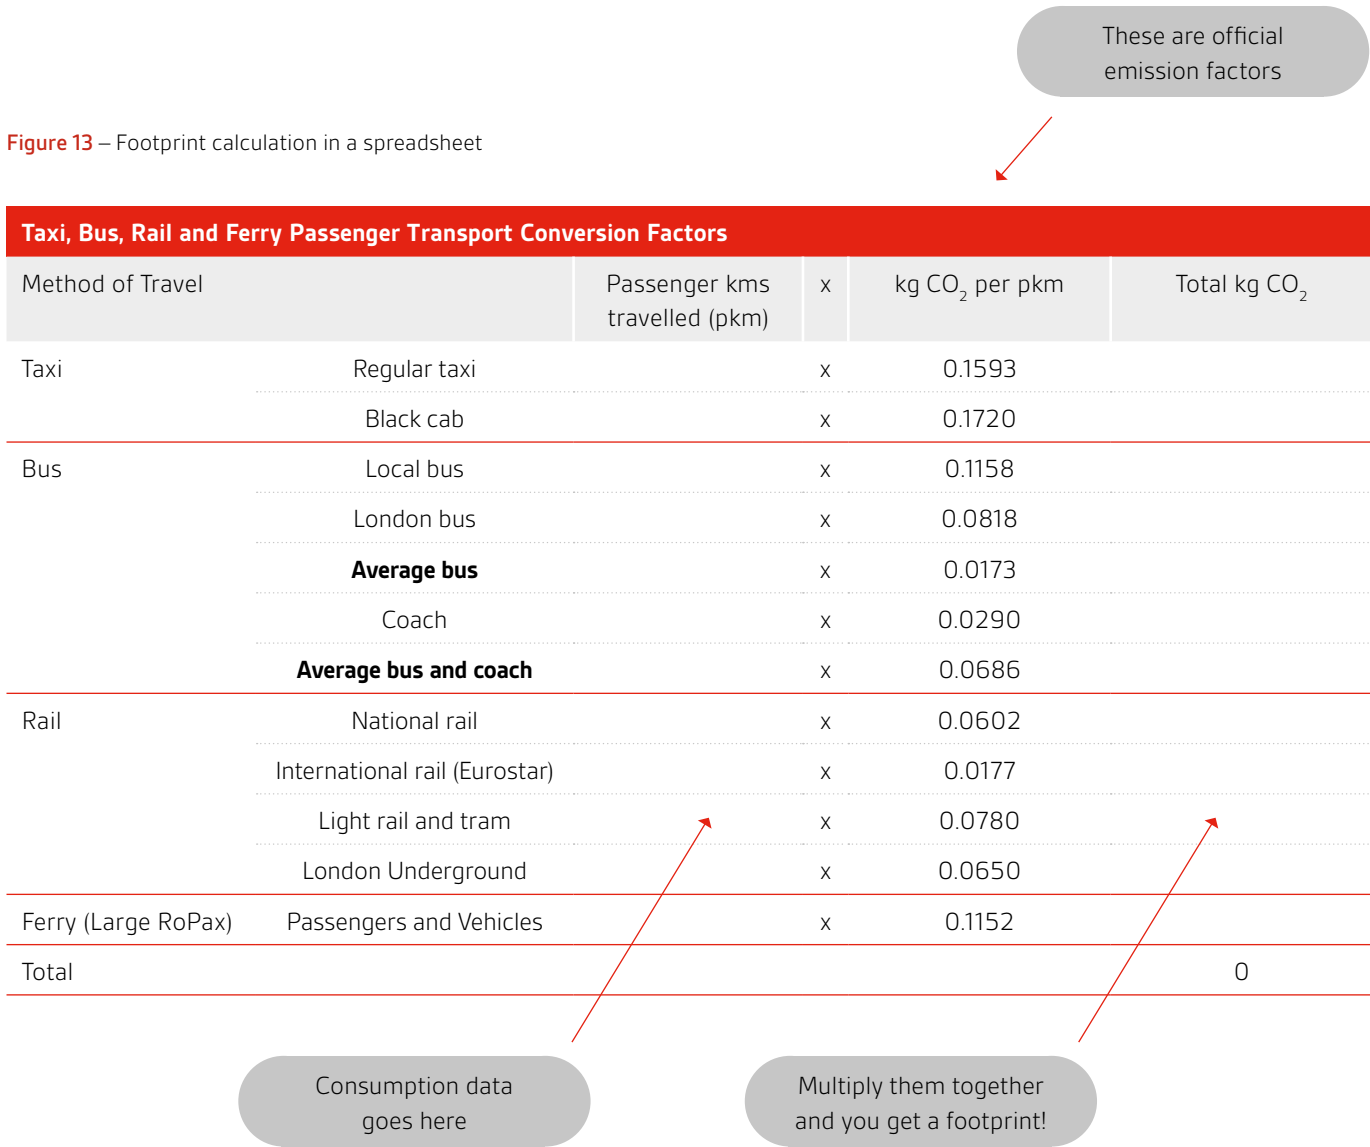 These are official
emission factors
Figure 13 – Footprint calculation in a spreadsheet
Taxi, Bus, Rail and Ferry Passenger Transport Conversion Factors
Method of Travel Passenger kms x kg CO₂ per pkm Total kg CO₂
travelled (pkm)
Taxi Regular taxi x 0.1593
Black cab x 0.1720
Bus Local bus x 0.1158
London bus x 0.0818
Average bus x 0.0173
Coach x 0.0290
Average bus and coach x 0.0686
Rail National rail x 0.0602
International rail (Eurostar) x 0.0177
Light rail and tram x 0.0780
London Underground x 0.0650
Ferry (Large RoPax) Passengers and Vehicles x 0.1152
Total 0
Consumption data
goes here
Multiply them together
and you get a footprint!